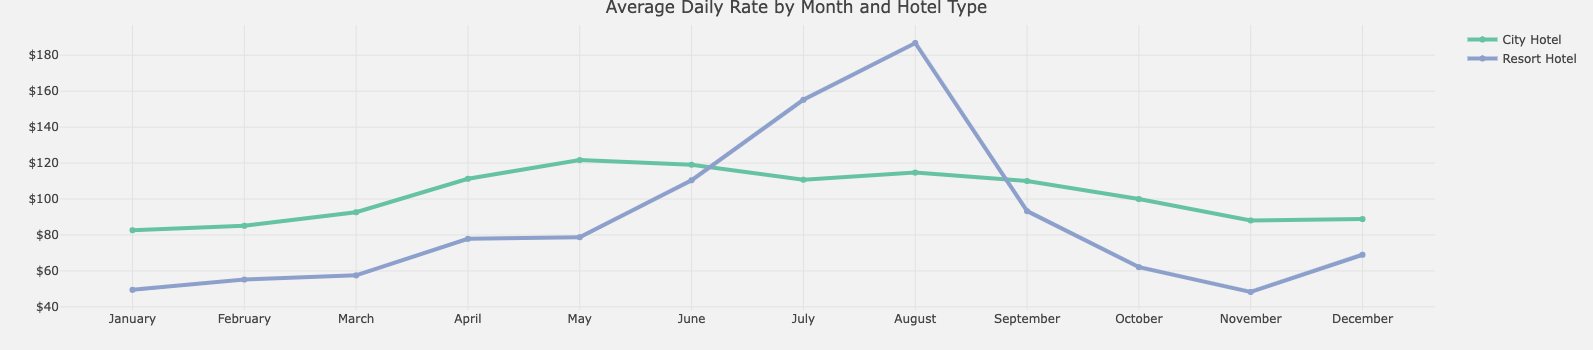 Average Daily Rate by Month and Hotel Type
City Hotel
Resort Hotel
$180
$160
$140
$120
$100
$80
$60
$40
January February March April May June July August September October November December